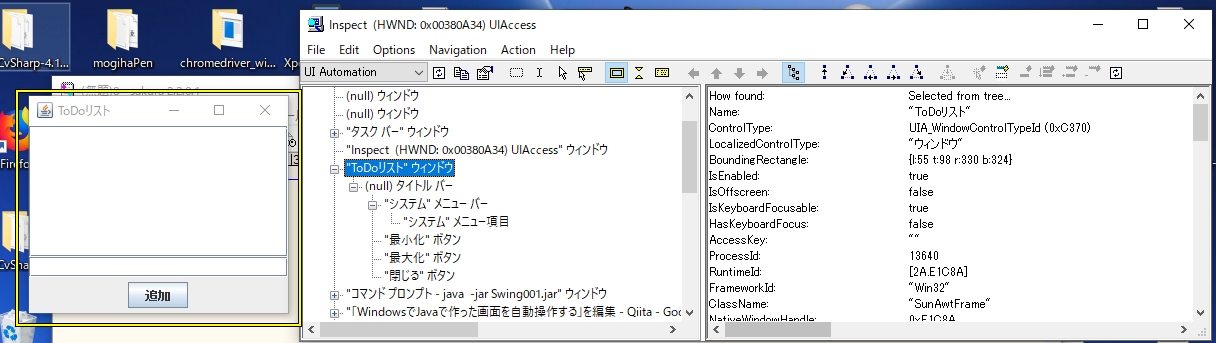 CvSharp-4.1...
mogihaPen
chromedriver_wi...
Firefo
CvSha
ToDoリスト
追加
Inspect (HWND: 0x00380A34) UIAccess
File Edit Options Navigation Action Help
UI Automation
(null) ウィンドウ
(null) ウィンドウ
"タスク バー" ウィンドウ
"Inspect (HWND: 0x00380A34) UIAccess" ウィンドウ
"ToDoリスト" ウィンドウ
(null) タイトル バー
"システム" メニュー バー
"システム" メニュー項目
"最小化" ボタン
"最大化" ボタン
"閉じる" ボタン
"コマンド プロンプト - java -jar Swing001.jar" ウィンドウ
"「WindowsでJavaで作った画面を自動操作する」を編集 - Qiita - Goo
How found: Selected from tree...
Name: "ToDoリスト"
ControlType: UIA_WindowControlTypeId (0xC370)
LocalizedControlType: "ウィンドウ"
BoundingRectangle: {l:55 t:98 r:330 b:324}
IsEnabled: true
IsOffscreen: false
IsKeyboardFocusable: true
HasKeyboardFocus: false
AccessKey: ""
ProcessId: 13640
RuntimeId: [2A.E1C8A]
FrameworkId: "Win32"
ClassName: "SunAwtFrame"
NativeWindowHandle: 0xE1C8A